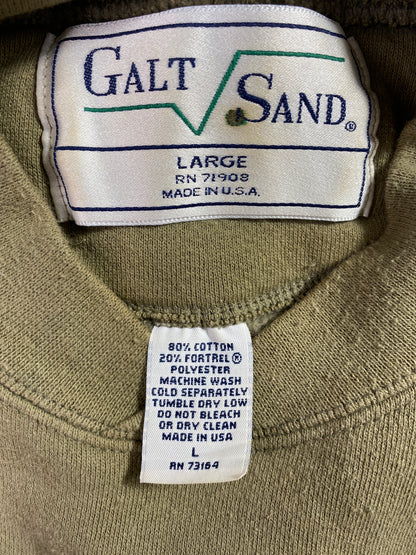 GALT SAND®
LARGE
RN 71908
MADE IN U.S.A.
80% COTTON
20% FORTREL®
POLYESTER
MACHINE WASH
COLD SEPARATELY
TUMBLE DRY LOW
DO NOT BLEACH
OR DRY CLEAN
MADE IN USA
L
RN 73164